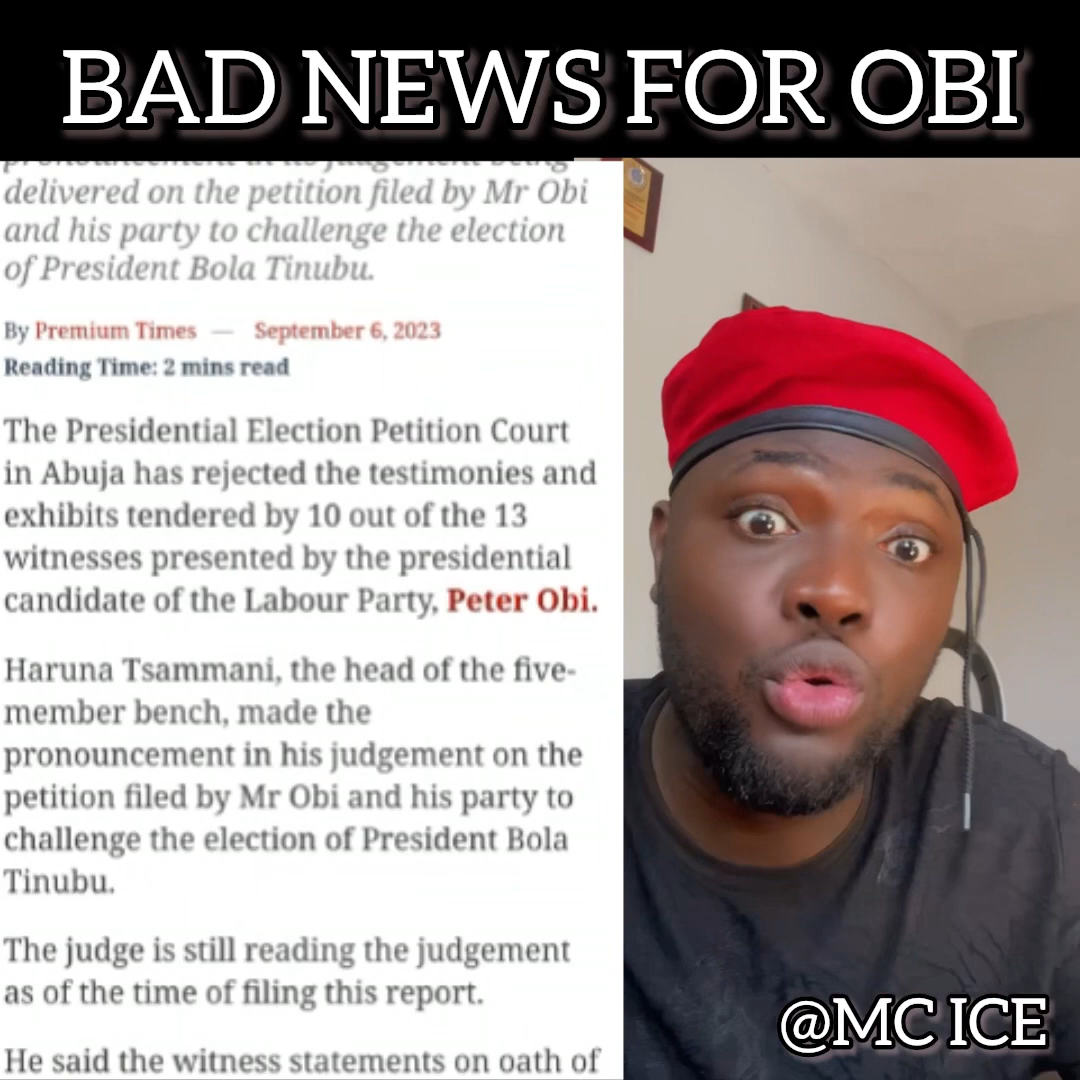 BAD NEWS FOR OBI
delivered on the petition filed by Mr Obi
and his party to challenge the election
of President Bola Tinubu.
By Premium Times — September 6, 2023
Reading Time: 2 mins read
The Presidential Election Petition Court
in Abuja has rejected the testimonies and
exhibits tendered by 10 out of the 13
witnesses presented by the presidential
candidate of the Labour Party, Peter Obi.
Haruna Tsammani, the head of the five-
member bench, made the
pronouncement in his judgement on the
petition filed by Mr Obi and his party to
challenge the election of President Bola
Tinubu.
The judge is still reading the judgement
as of the time of filing this report.
He said the witness statements on oath of
@MC ICE